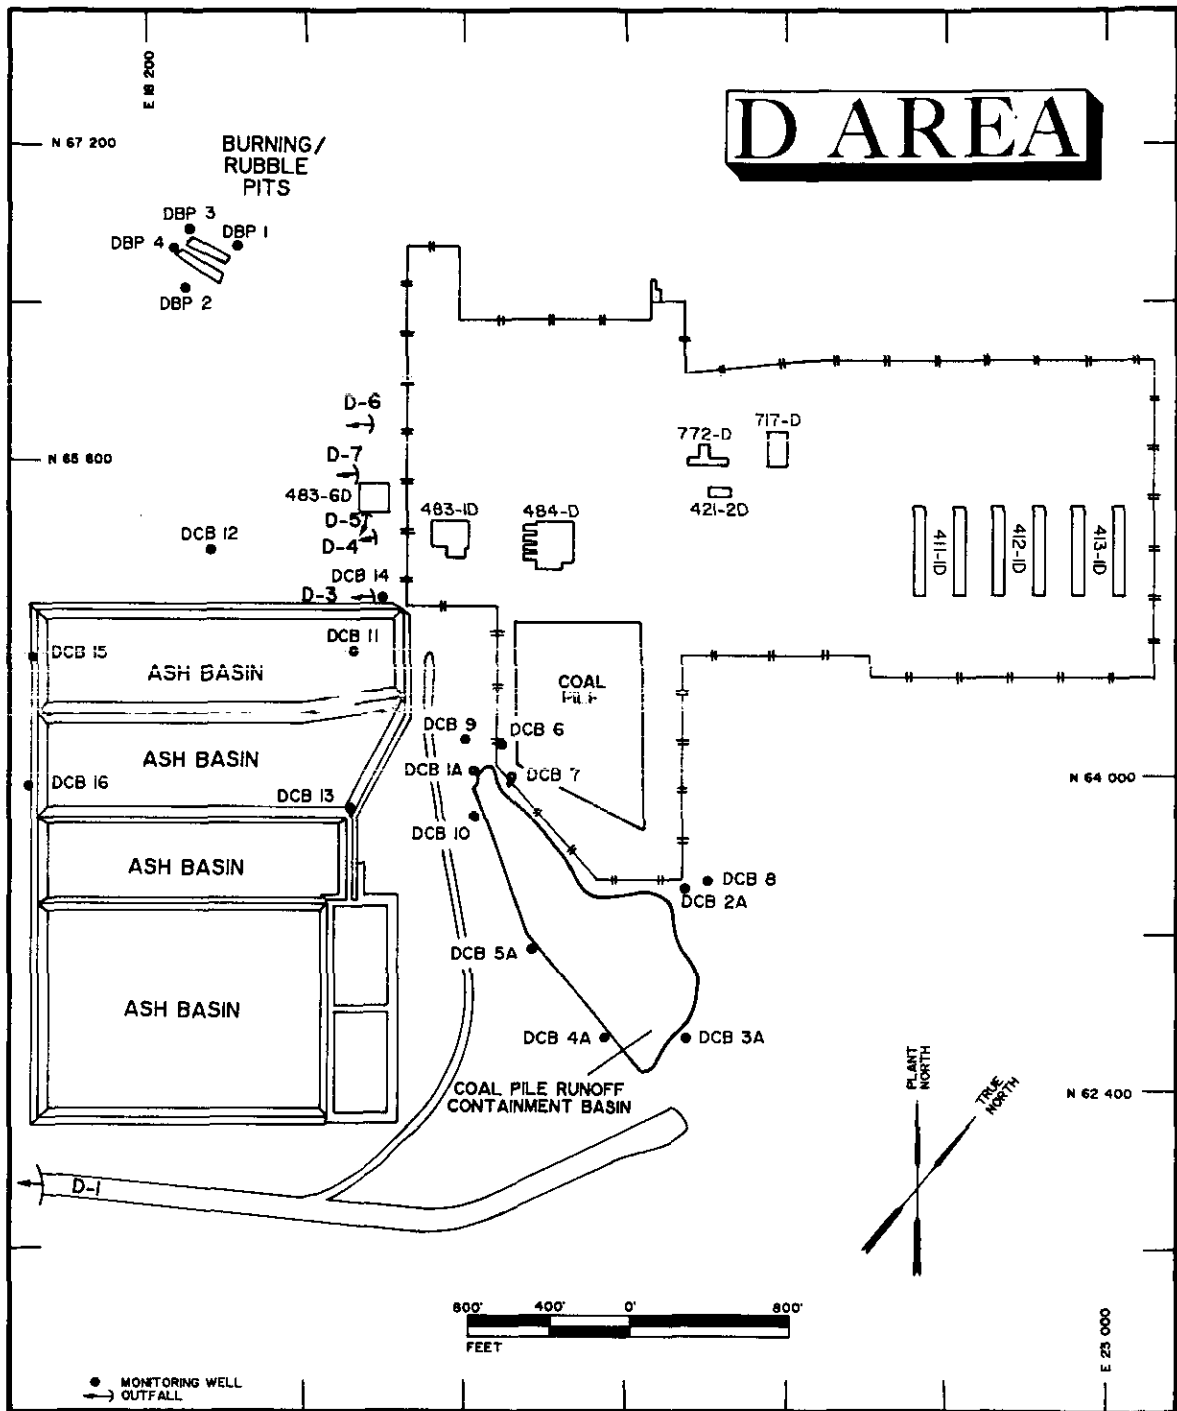 E 18 200
D AREA
N 67 200
BURNING/
RUBBLE
PITS
DBP 3
DBP 4
DBP 1
DBP 2
D-6
D-7
N 65 600
483-6D
D-5
D-4
DCB 12
483-1D
484-D
772-D
717-D
421-2D
411-1D
412-1D
413-1D
DCB 14
D-3
DCB 11
DCB 15
ASH BASIN
COAL
PILE
DCB 9
DCB 6
ASH BASIN
DCB 1A
DCB 7
N 64 000
DCB 16
DCB 13
DCB 10
ASH BASIN
DCB 8
DCB 2A
DCB 5A
ASH BASIN
DCB 4A
DCB 3A
COAL PILE RUNOFF
CONTAINMENT BASIN
PLANT
NORTH
TRUE
NORTH
N 62 400
D-1
800' 400' 0' 800'
FEET
E 23 000
MONITORING WELL
OUTFALL